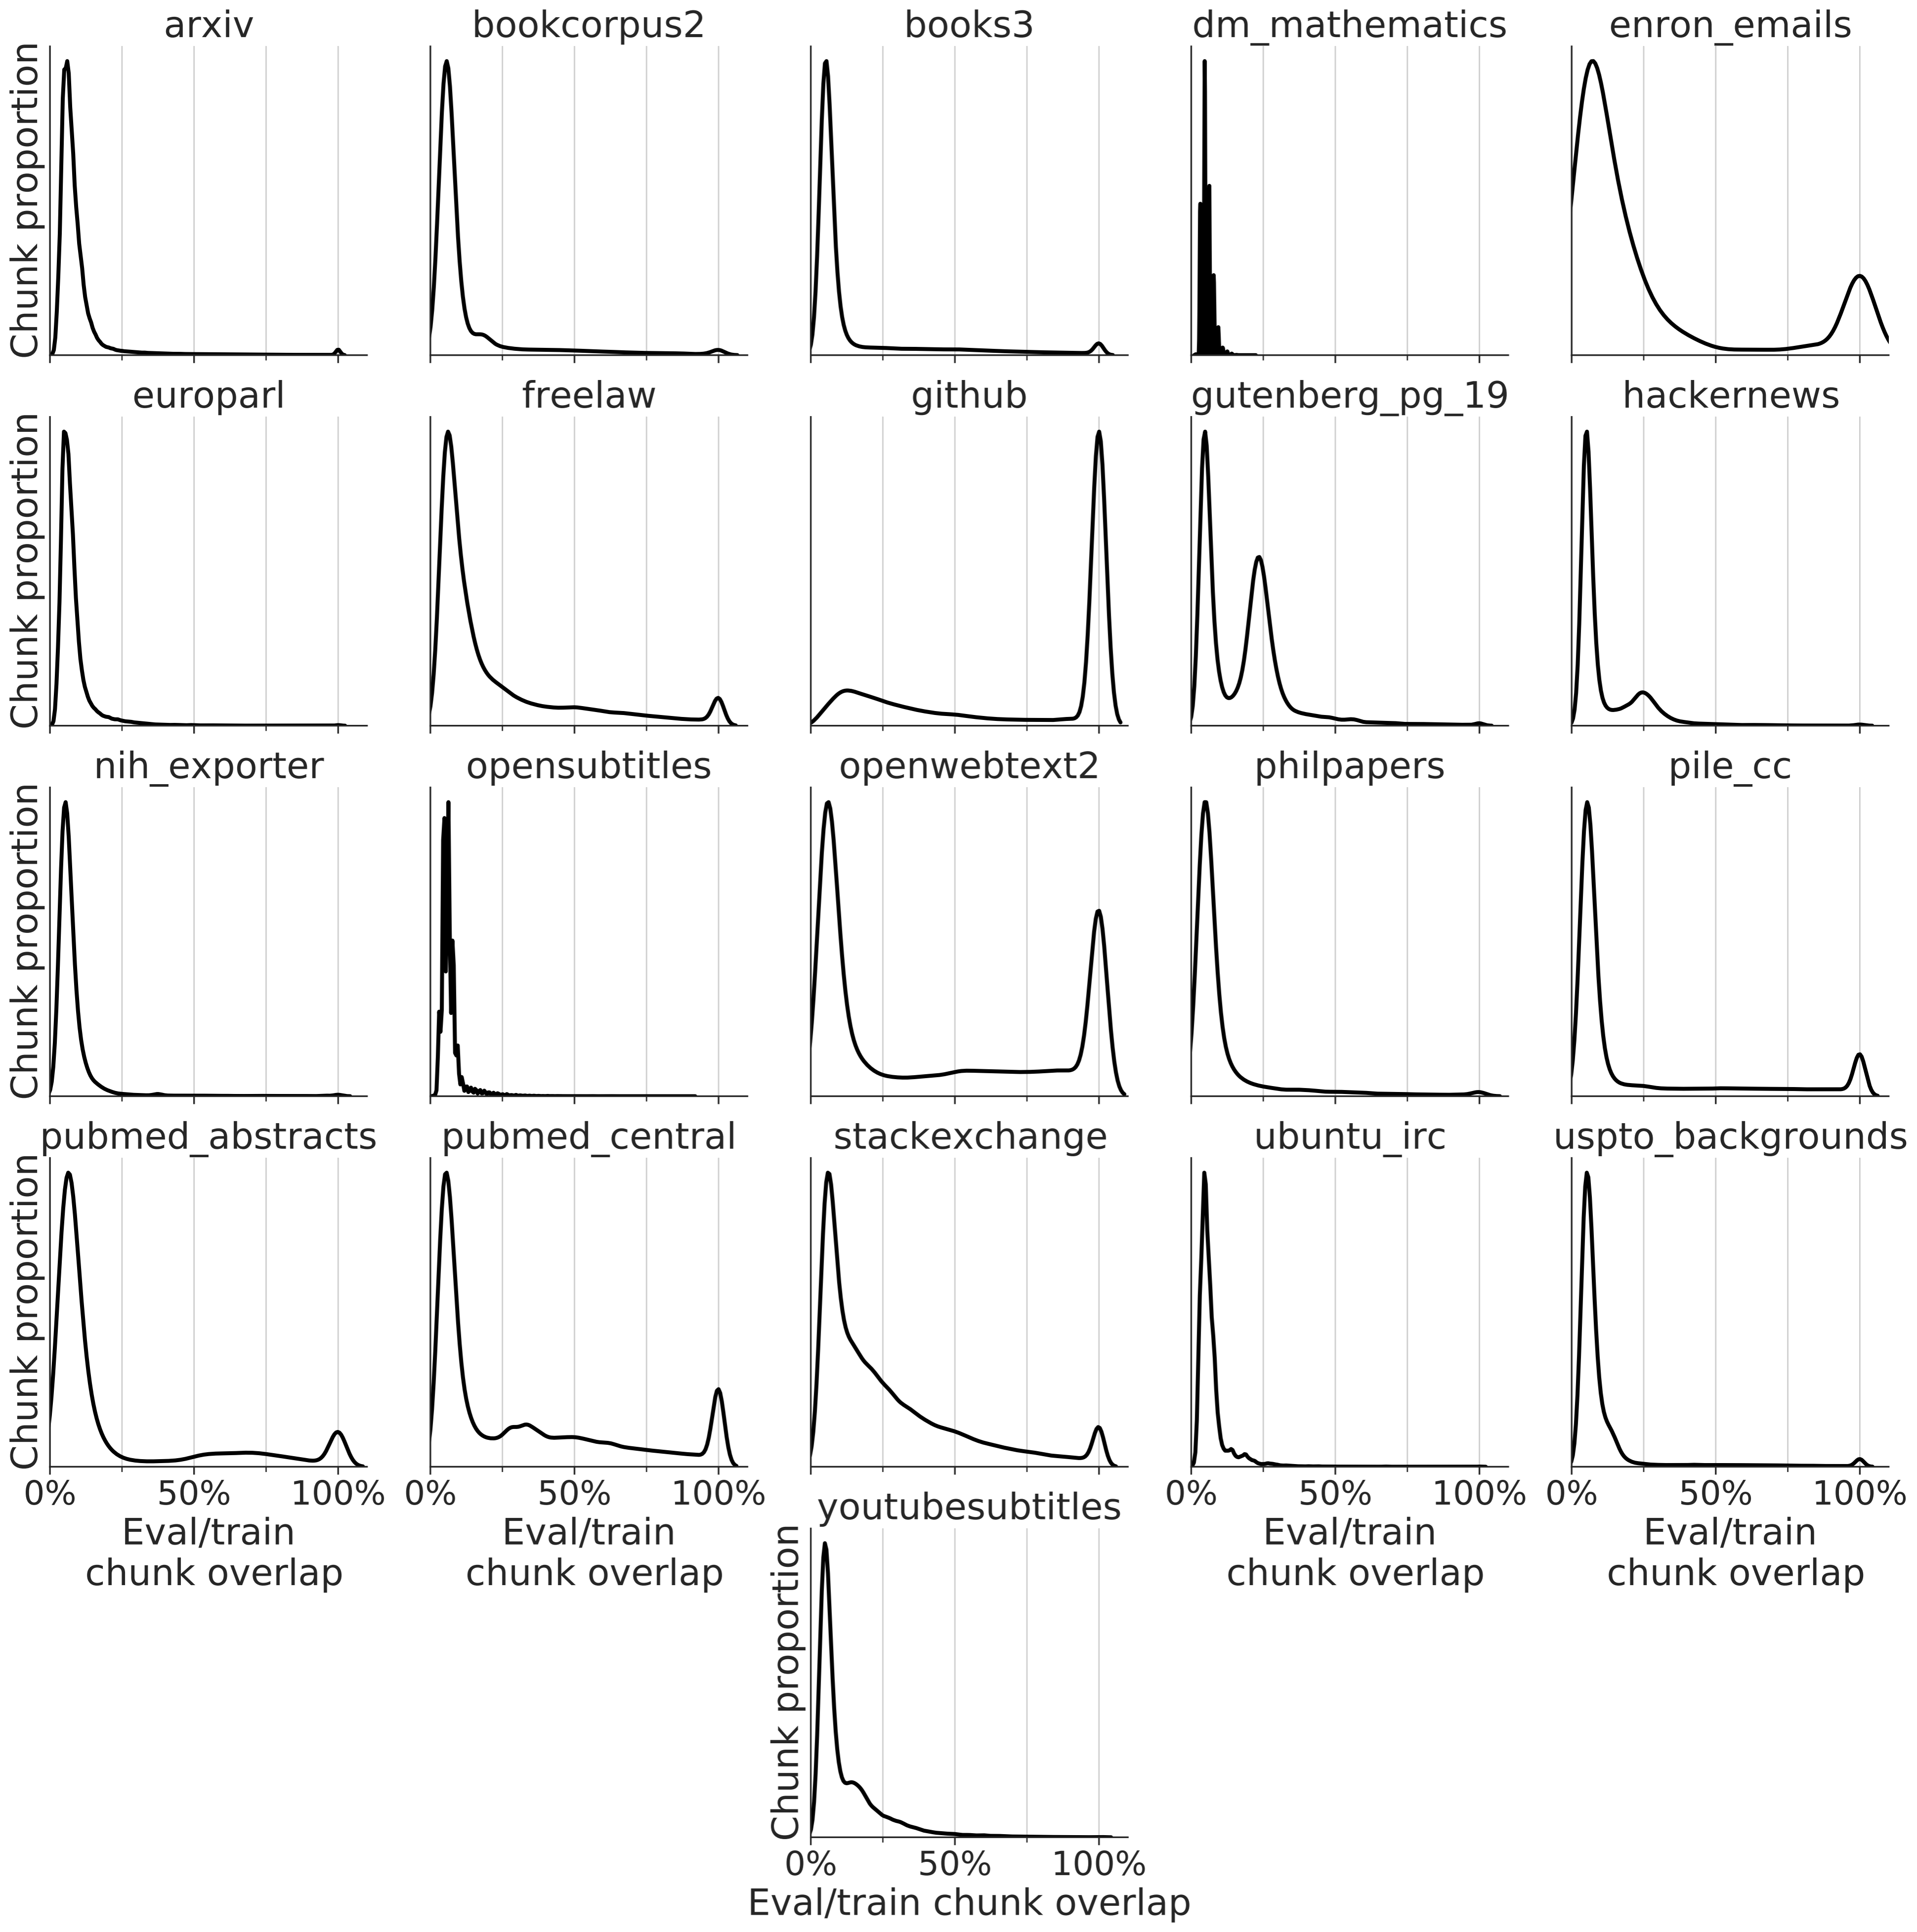 arxiv
bookcorpus2
books3
dm_mathematics
enron_emails
Chunk proportion
europarl
freelaw
github
gutenberg_pg_19
hackernews
Chunk proportion
nih_exporter
opensubtitles
openwebtext2
philpapers
pile_cc
Chunk proportion
pubmed_abstracts
pubmed_central
stackexchange
ubuntu_irc
uspto_backgrounds
Chunk proportion
0% 50% 100%
Eval/train
chunk overlap
0% 50% 100%
Eval/train
chunk overlap
0% 50% 100%
Eval/train
chunk overlap
0% 50% 100%
Eval/train
chunk overlap
youtubesubtitles
Chunk proportion
0% 50% 100%
Eval/train chunk overlap